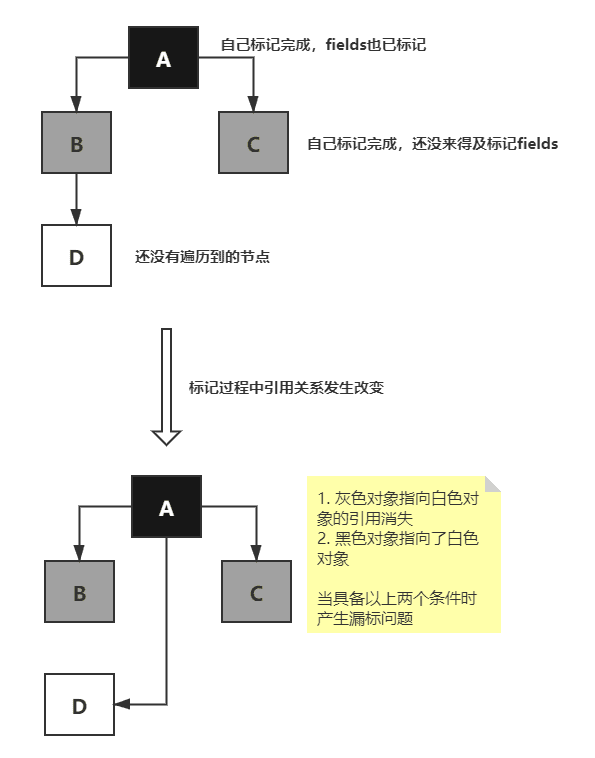 A
自己标记完成，fields也已标记
B
C
自己标记完成，还没来得及标记fields
D
还没有遍历到的节点
标记过程中引用关系发生改变
A
1. 灰色对象指向白色对
象的引用消失
2. 黑色对象指向了白色
对象
当具备以上两个条件时
产生漏标问题
B
C
D